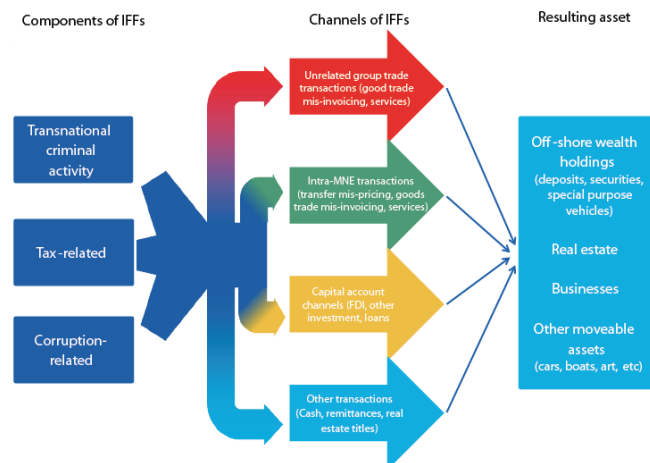 Components of IFFs
Channels of IFFs
Resulting asset
Transnational
criminal
activity
Tax-related
Corruption-
related
Unrelated group trade
transactions (good trade
mis-invoicing, services)
Intra-MNE transactions
(transfer mis-pricing, goods
trade mis-invoicing, services)
Capital account
channels (FDI, other
investment, loans
Other transactions
(Cash, remittances, real
estate titles)
Off-shore wealth
holdings
(deposits, securities,
special purpose
vehicles)
Real estate
Businesses
Other moveable
assets
(cars, boats, art, etc)